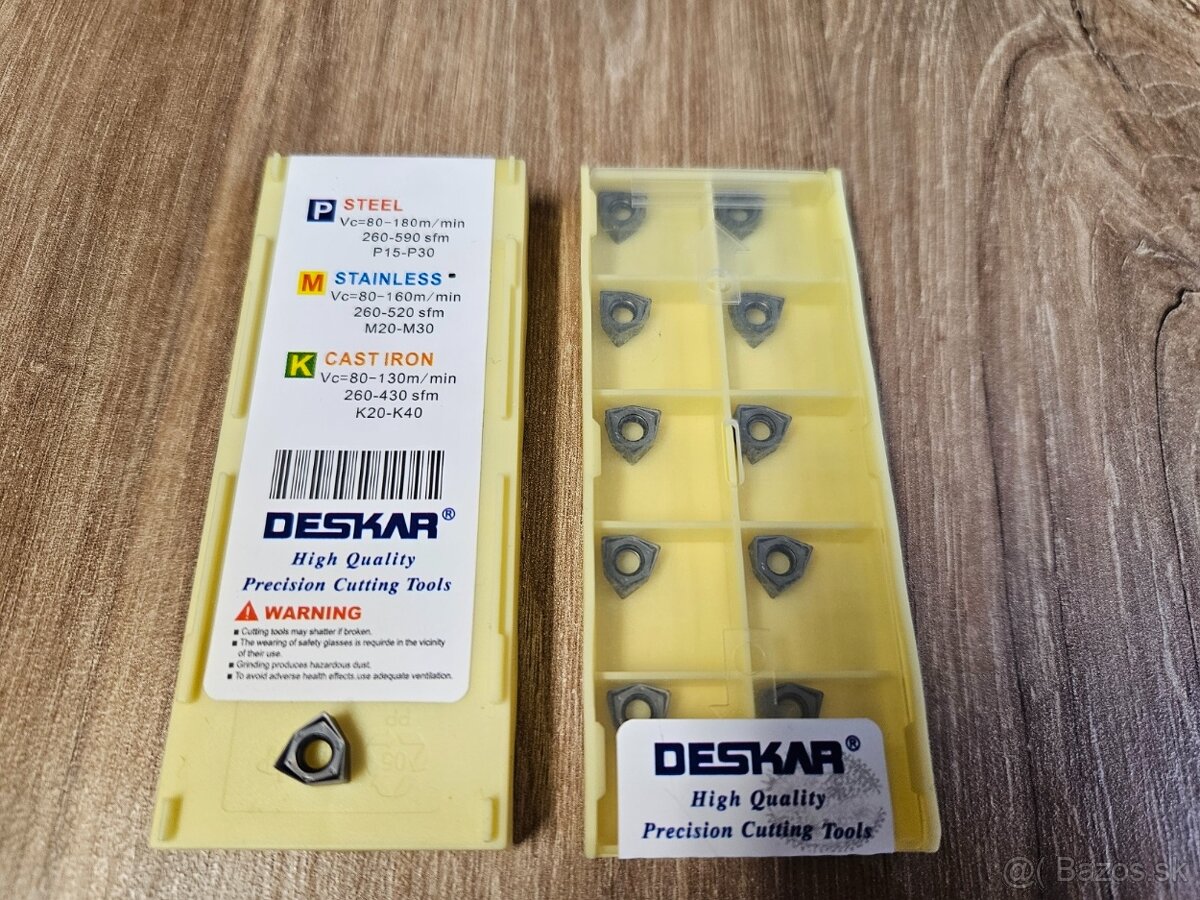 P STEEL
Vc=80-180m/min
260-590 sfm
P15-P30
M STAINLESS
Vc=80-160m/min
260-520 sfm
M20-M30
K CAST IRON
Vc=80-130m/min
260-430 sfm
K20-K40
DESKAR®
High Quality
Precision Cutting Tools
WARNING
■ Cutting tools may shatter if broken.
■ The wearing of safety glasses is requirde in the vicinity
of their use.
■ Grinding produces hazardous dust.
■ To avoid adverse health effects,use adequate ventilation.
DESKAR®
High Quality
Precision Cutting Tools
@( Bazos.sk